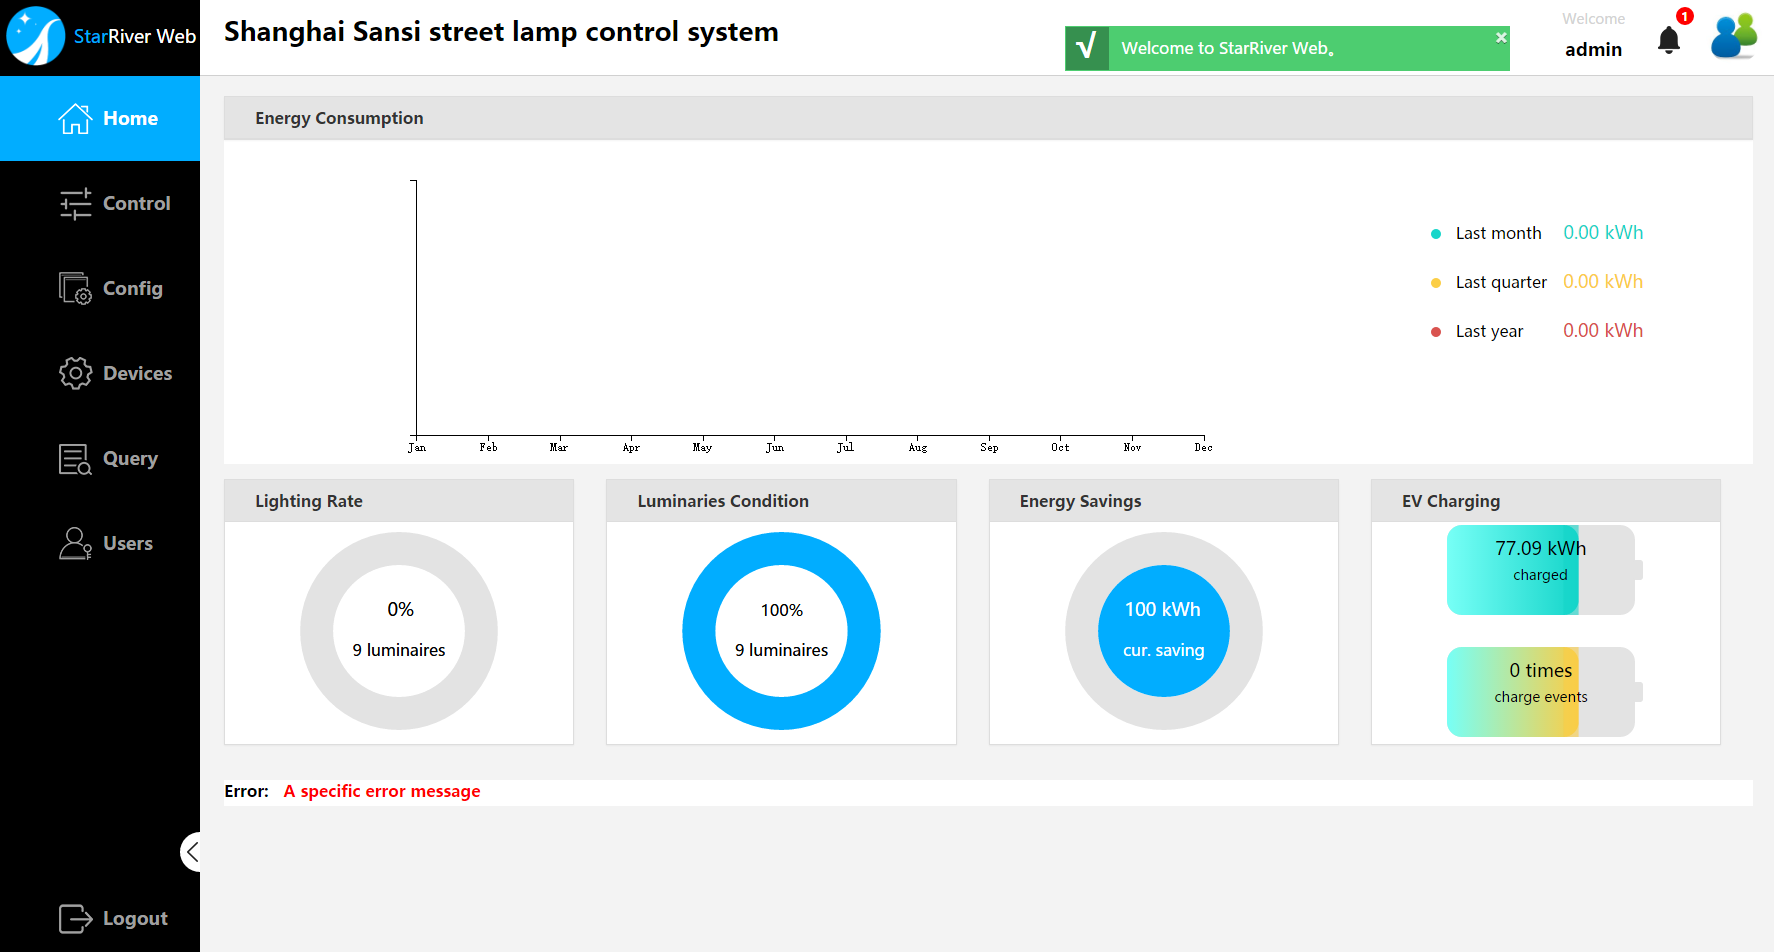 StarRiver Web
Shanghai Sansi street lamp control system
√ Welcome to StarRiver Web。 ×
Welcome
admin
1
Home
Control
Config
Devices
Query
Users
Logout
Energy Consumption
Jan Feb Mar Apr May Jun Jul Aug Sep Oct Nov Dec
Last month 0.00 kWh
Last quarter 0.00 kWh
Last year 0.00 kWh
Lighting Rate
0%
9 luminaires
Luminaries Condition
100%
9 luminaires
Energy Savings
100 kWh
cur. saving
EV Charging
77.09 kWh
charged
0 times
charge events
Error: A specific error message